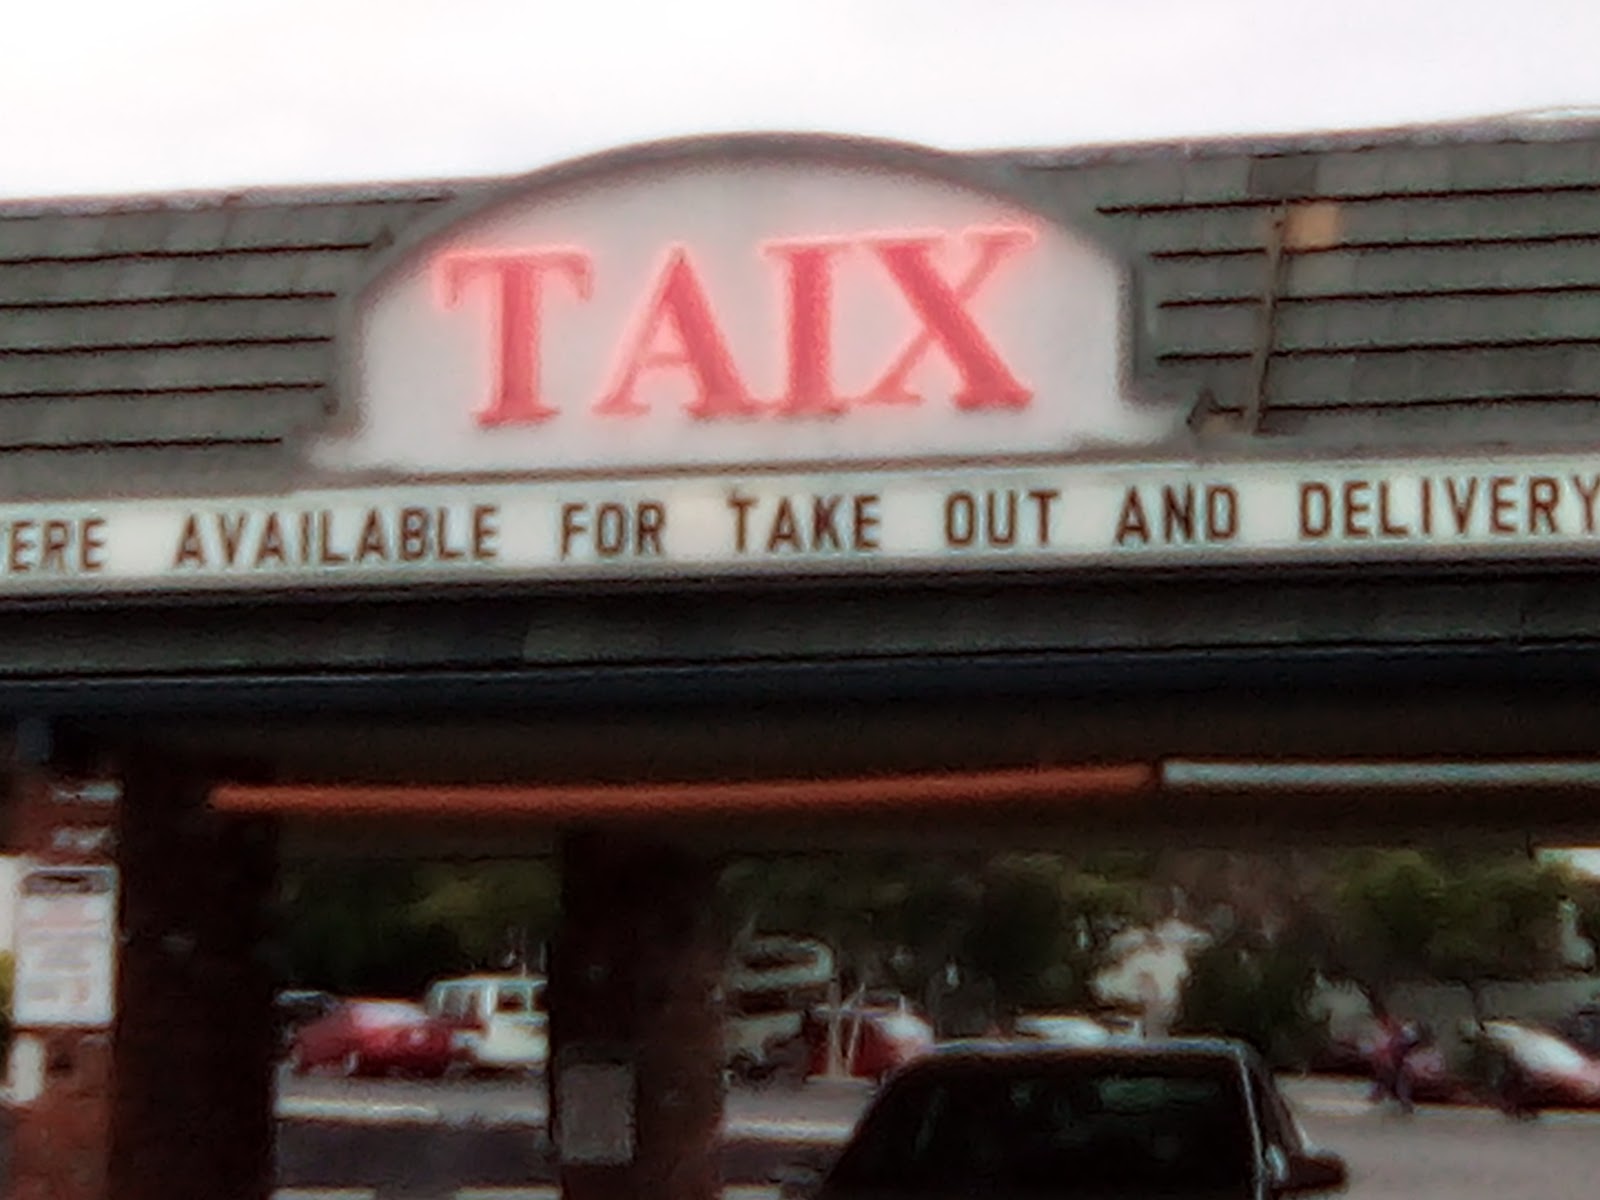 TAIX
ERE AVAILABLE FOR TAKE OUT AND DELIVERY